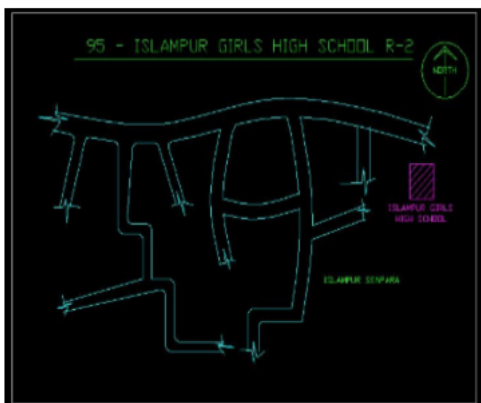 95 - ISLAMPUR GIRLS HIGH SCHOOL R-2
NORTH
ISLAMPUR GIRLS
HIGH SCHOOL
ISLAMPUR SENPARA